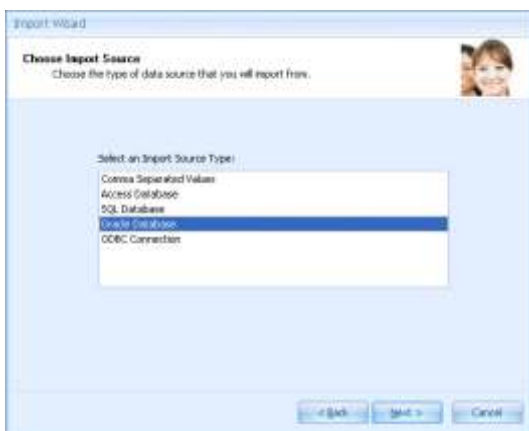 Import Wizard
Choose Import Source
Choose the type of data source that you will import from.
Select an Import Source Type:
Comma Separated Values
Access Database
SQL Database
Oracle Database
ODBC Connection
< Back
Next >
Cancel